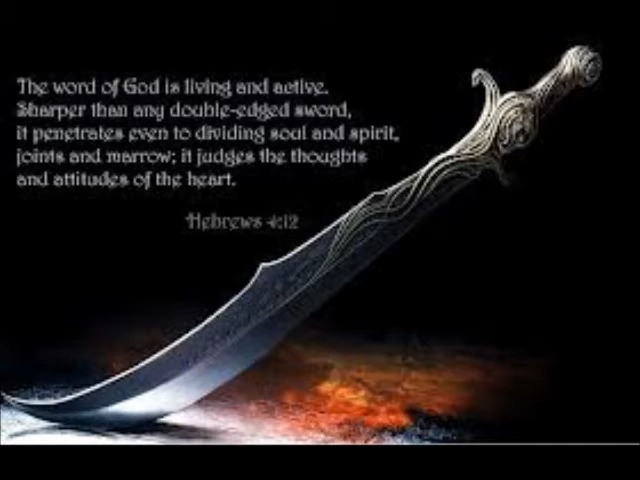 The word of God is living and active.
Sharper than any double-edged sword,
it penetrates even to dividing soul and spirit,
joints and marrow; it judges the thoughts
and attitudes of the heart.
Hebrews 4:12